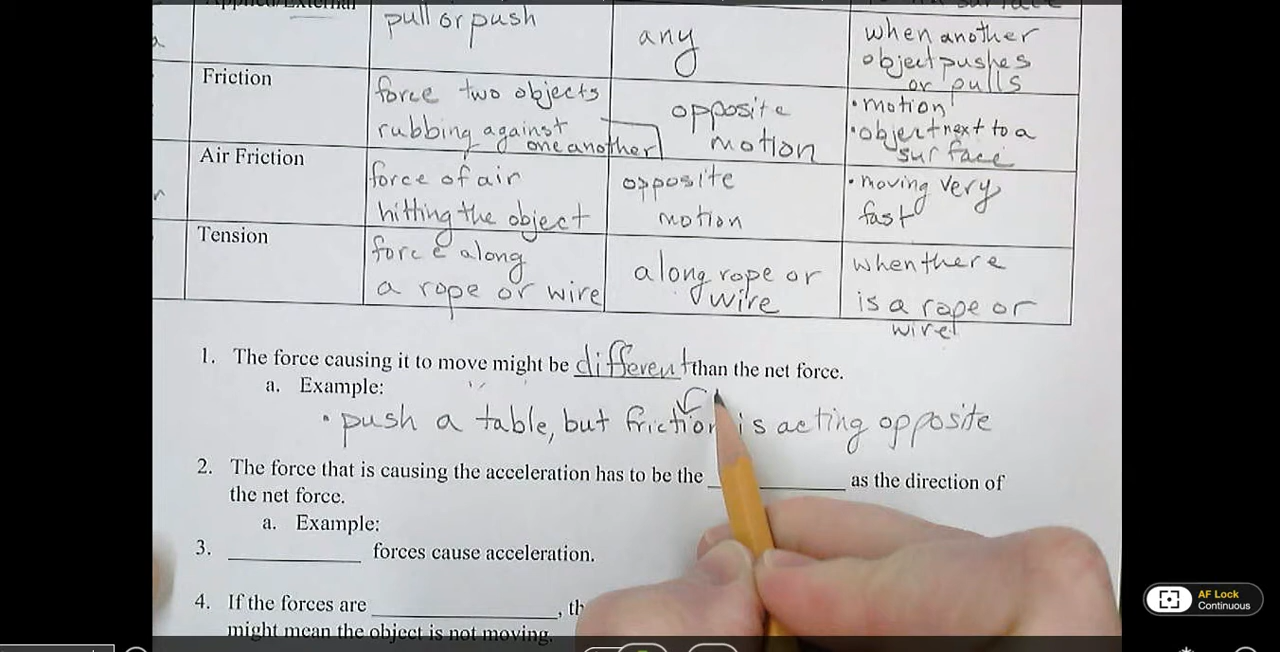 Applied/External
pull or push
any
when another
object pushes
or pulls
Friction
force two objects
rubbing against
one another
opposite
motion
• motion
• object next to a
surface
Air Friction
force of air
hitting the object
opposite
motion
• moving very
fast
Tension
force along
a rope or wire
along rope or
wire
when there
is a rope or
wire
1. The force causing it to move might be different than the net force.
a. Example:
• push a table, but friction is acting opposite
2. The force that is causing the acceleration has to be the ________ as the direction of
the net force.
a. Example:
3. ________ forces cause acceleration.
4. If the forces are ________, th
might mean the object is not moving.
AF Lock
Continuous